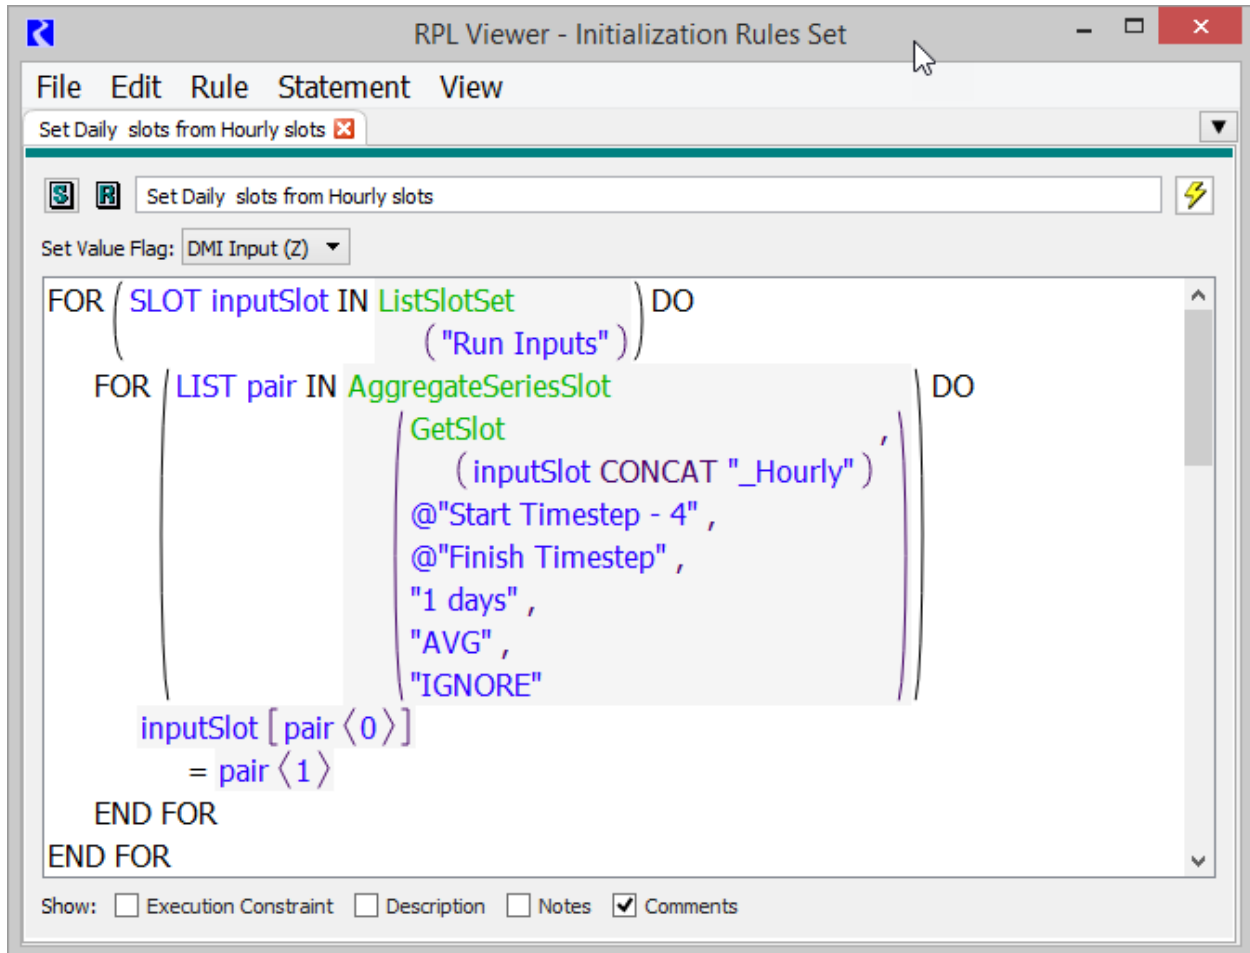 RPL Viewer - Initialization Rules Set
File Edit Rule Statement View
Set Daily slots from Hourly slots
S R Set Daily slots from Hourly slots
Set Value Flag: DMI Input (Z)
FOR ( SLOT inputSlot IN ListSlotSet ) DO
( "Run Inputs" )
FOR ( LIST pair IN AggregateSeriesSlot ) DO
GetSlot ,
( inputSlot CONCAT "_Hourly" )
@"Start Timestep - 4" ,
@"Finish Timestep" ,
"1 days" ,
"AVG" ,
"IGNORE"
inputSlot [ pair 〈0〉]
= pair 〈1〉
END FOR
END FOR
Show: Execution Constraint Description Notes Comments